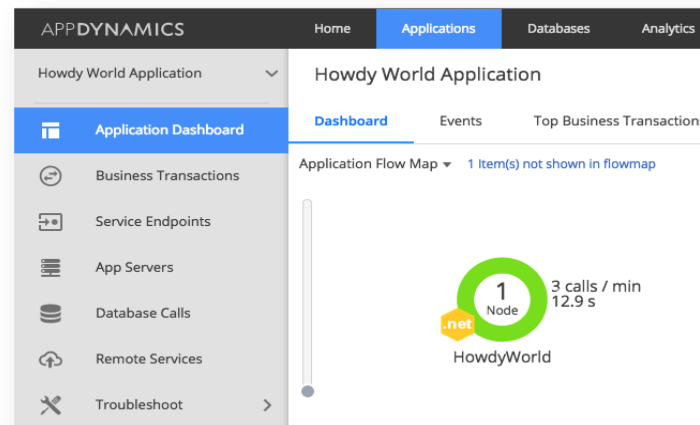 APPDYNAMICS Home Applications Databases Analytics
Howdy World Application
Howdy World Application
Application Dashboard
Business Transactions
Service Endpoints
App Servers
Database Calls
Remote Services
Troubleshoot
Dashboard Events Top Business Transactions
Application Flow Map 1 Item(s) not shown in flowmap
1
Node
.net
3 calls / min
12.9 s
HowdyWorld